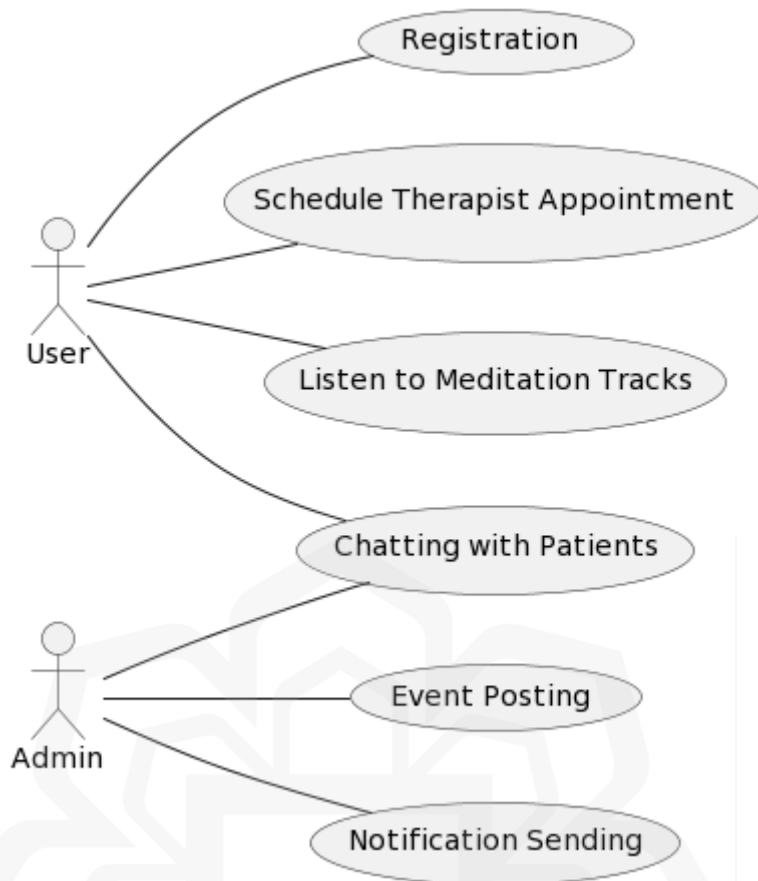 Registration
Schedule Therapist Appointment
Listen to Meditation Tracks
User
Chatting with Patients
Event Posting
Admin
Notification Sending